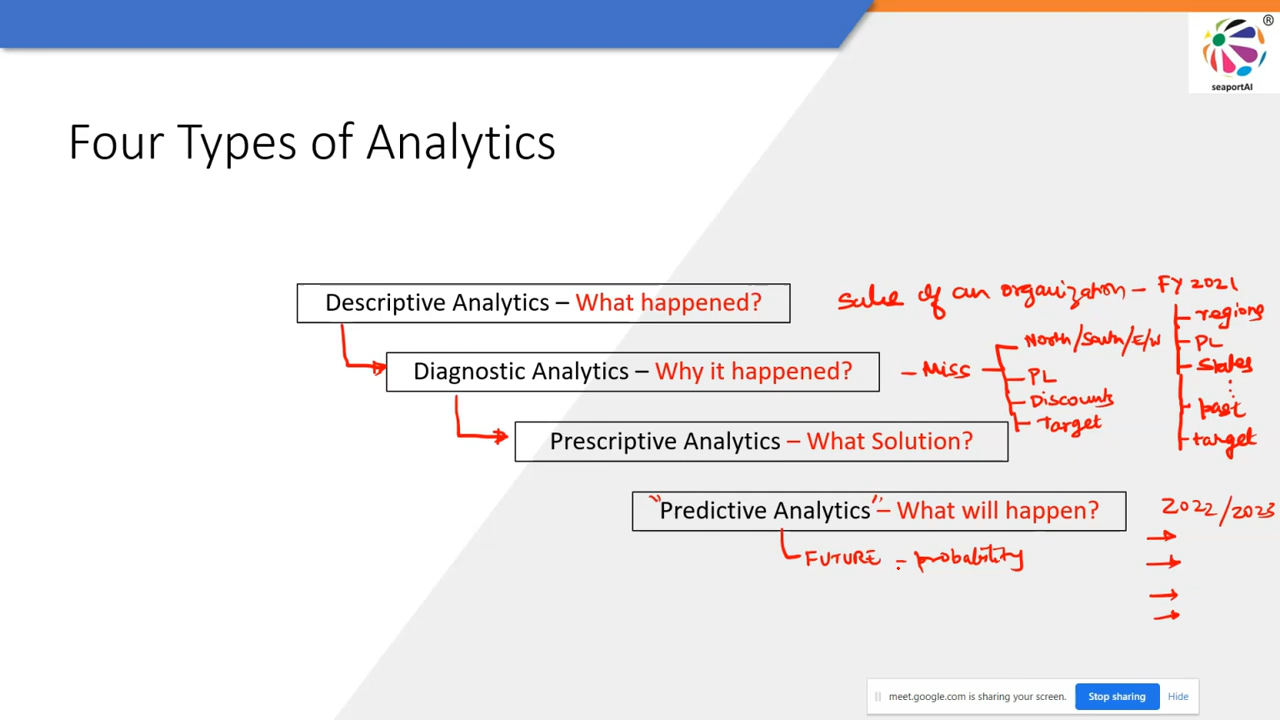 ®
seaportAI
Four Types of Analytics
Descriptive Analytics – What happened?
Sales of an organization – FY 2021
regions
PL
States
past
target
Diagnostic Analytics – Why it happened?
– Miss
North/South/E/W
PL
Discounts
Target
Prescriptive Analytics – What Solution?
"Predictive Analytics" – What will happen?
2022/2023
FUTURE – probability
meet.google.com is sharing your screen.
Stop sharing
Hide